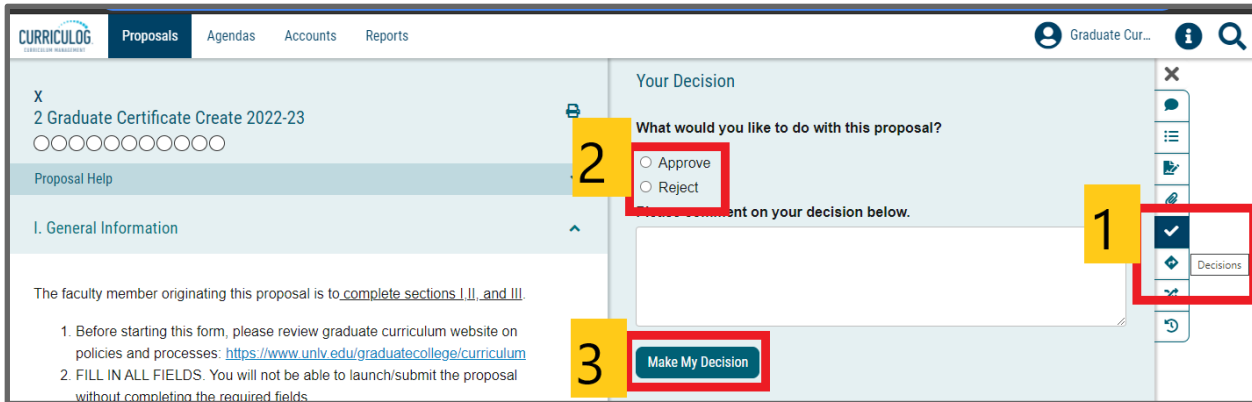 CURRICULOG
CURRICULUM MANAGEMENT
Proposals
Agendas
Accounts
Reports
Graduate Cur...
X
2 Graduate Certificate Create 2022-23
Proposal Help
I. General Information
The faculty member originating this proposal is to complete sections I,II, and III.
1. Before starting this form, please review graduate curriculum website on
policies and processes: https://www.unlv.edu/graduatecollege/curriculum
2. FILL IN ALL FIELDS. You will not be able to launch/submit the proposal
without completing the required fields
Your Decision
What would you like to do with this proposal?
2
Approve
Reject
Please comment on your decision below.
3
Make My Decision
1
Decisions